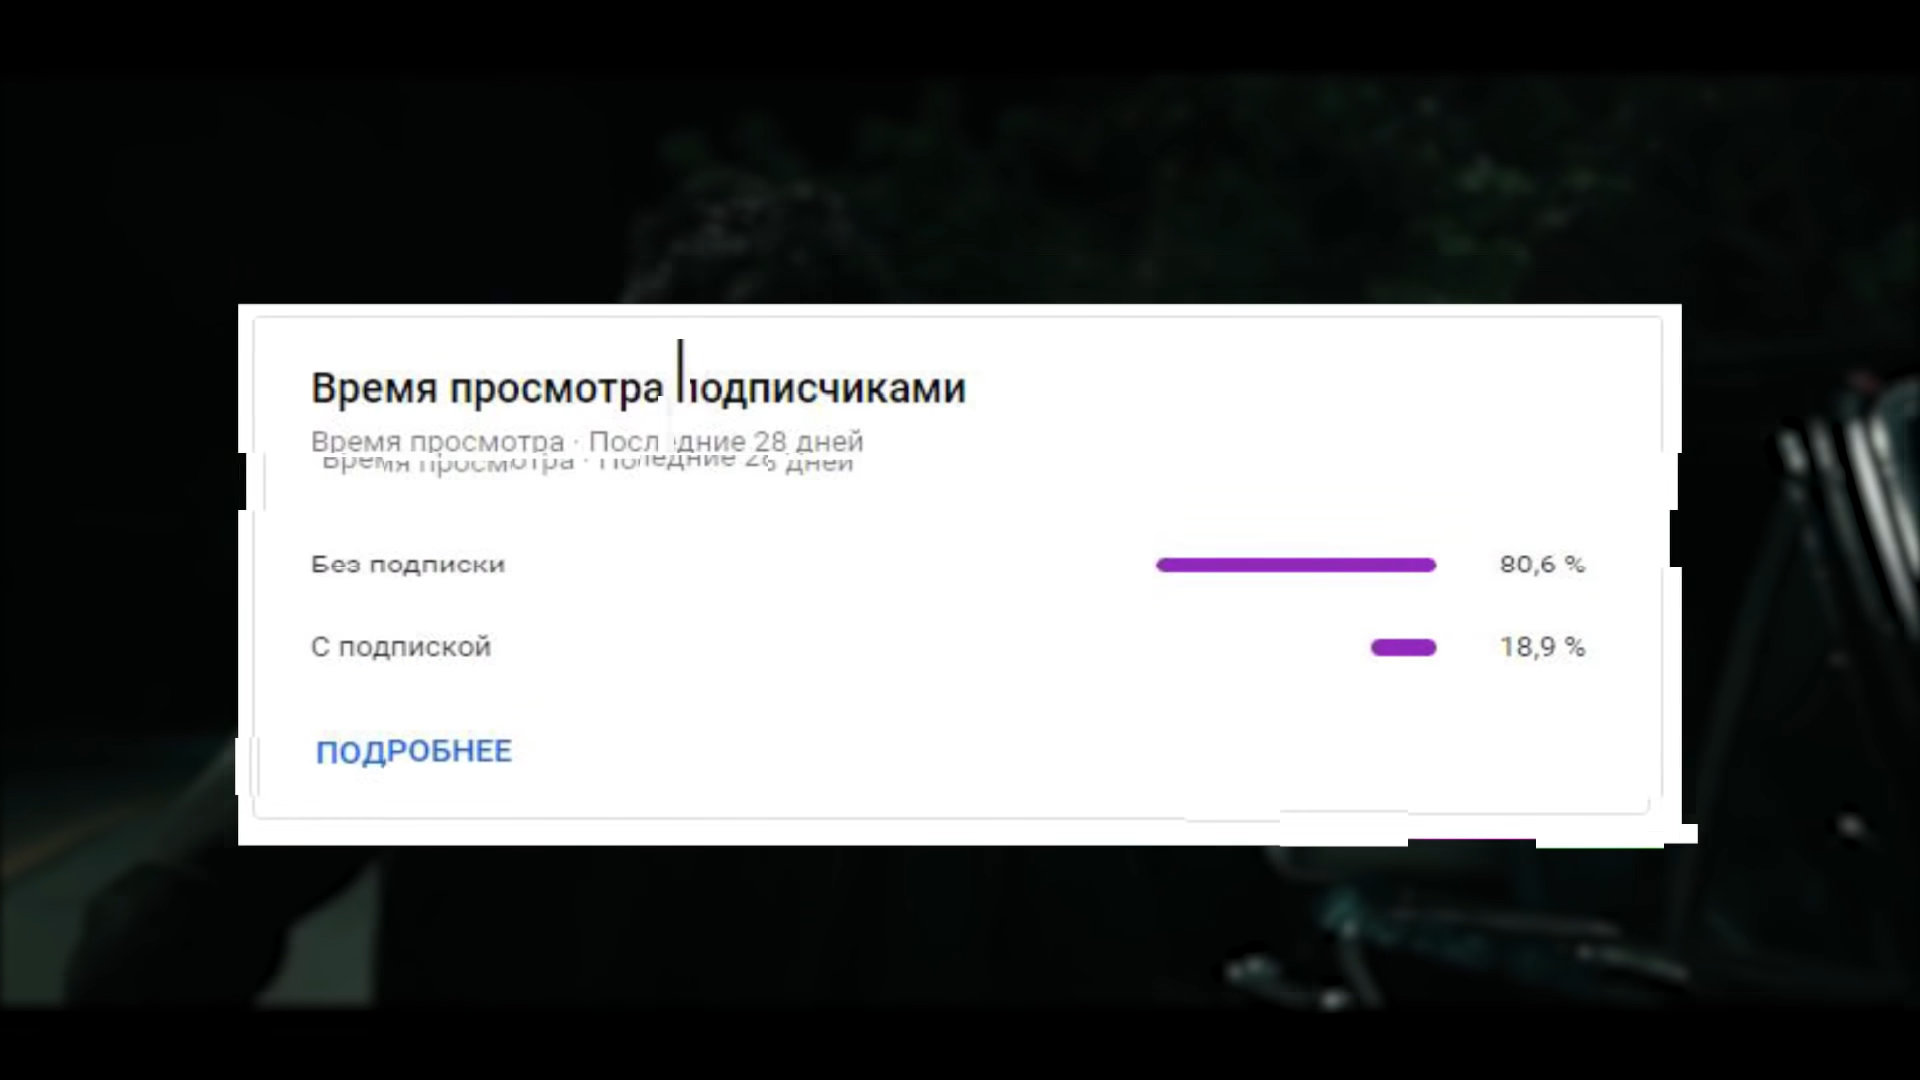 Время просмотра подписчиками
Время просмотра · Последние 28 дней
Без подписки 80,6 %
С подпиской 18,9 %
ПОДРОБНЕЕ